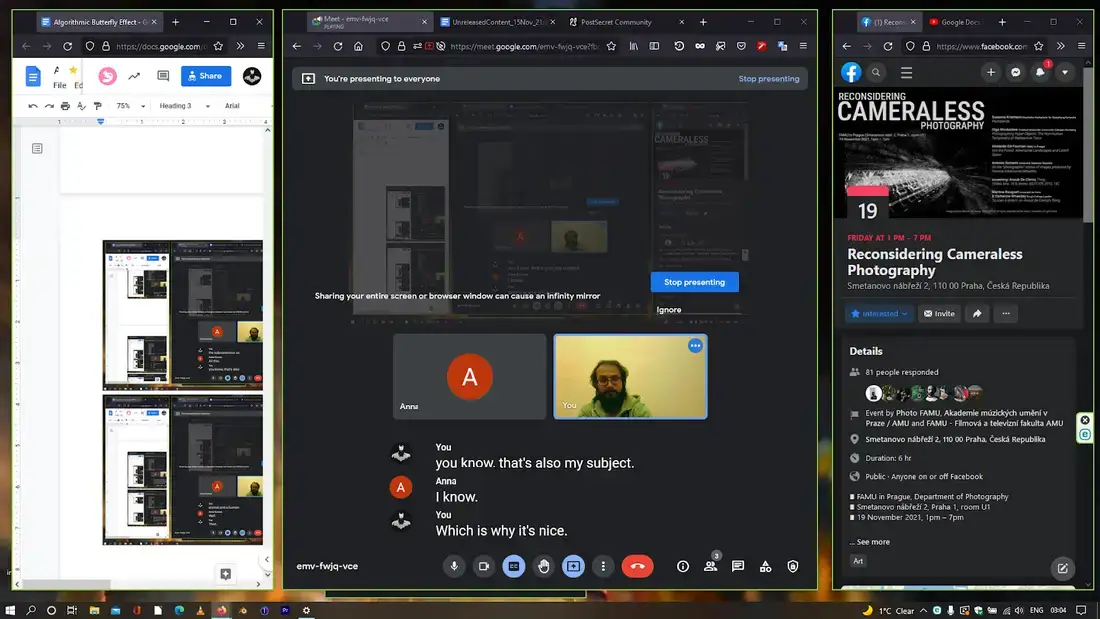 Algorithmic Butterfly Effect - G
https://docs.google.com/
File
Ed
Share
75%
Heading 3
Arial
Meet - emv-fwjq-vce
PLAYING
UnreleasedContent_15Nov_21
PostSecret Community
https://meet.google.com/emv-fwjq-vce?
You're presenting to everyone
Stop presenting
Sharing your entire screen or browser window can cause an infinity mirror
Stop presenting
Ignore
A
Anna
You
You
you know. that's also my subject.
A
Anna
I know.
You
Which is why it's nice.
emv-fwjq-vce
3
(1) Recons
Google Docs
https://www.facebook.com
1
RECONSIDERING
CAMERALESS
PHOTOGRAPHY
19
FRIDAY AT 1 PM – 7 PM
Reconsidering Cameraless
Photography
Smetanovo nábřeží 2, 110 00 Praha, Česká Republika
Interested
Invite
Details
81 people responded
Event by Photo FAMU, Akademie múzických umění v
Praze / AMU and FAMU - Filmová a televizní fakulta AMU
Smetanovo nábřeží 2, 110 00 Praha, Česká Republika
Duration: 6 hr
Public · Anyone on or off Facebook
FAMU in Prague, Department of Photography
Smetanovo nábřeží 2, Praha 1, room U1
19 November 2021, 1pm – 7pm
... See more
Art
1°C Clear
ENG
03:04